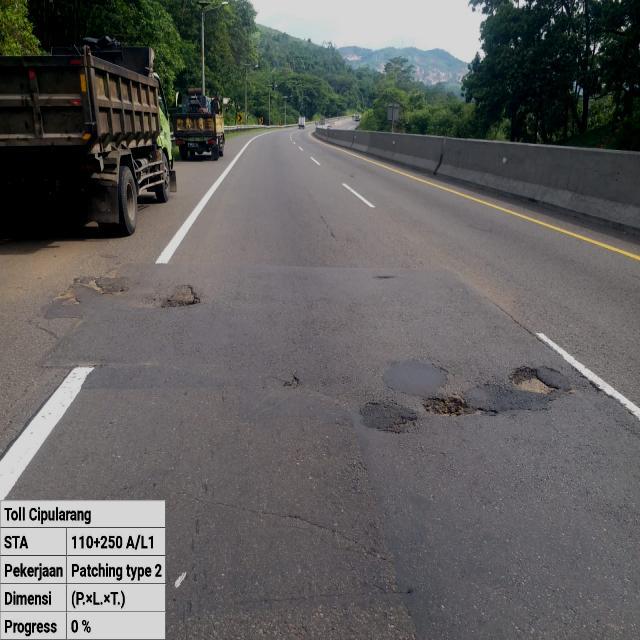 Toll Cipularang
STA 110+250 A/L1
Pekerjaan Patching type 2
Dimensi (P.×L.×T.)
Progress 0 %